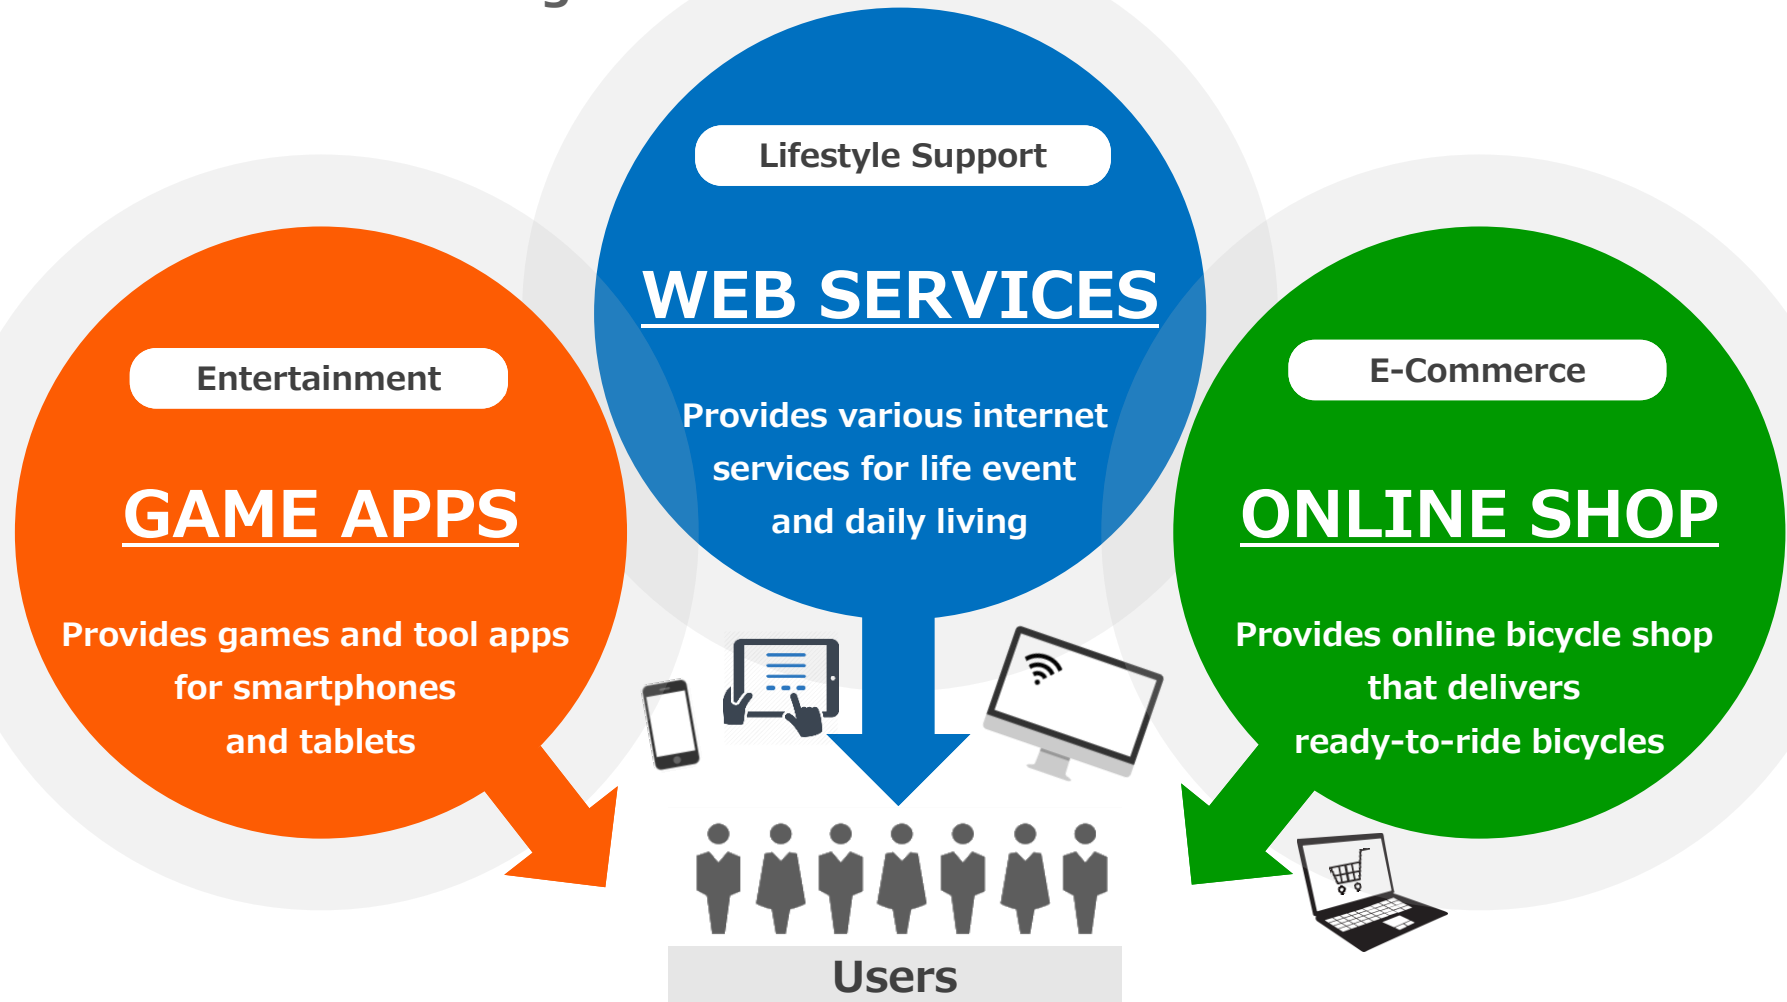 Lifestyle Support
WEB SERVICES
Provides various internet
services for life event
and daily living
Entertainment
GAME APPS
Provides games and tool apps
for smartphones
and tablets
E-Commerce
ONLINE SHOP
Provides online bicycle shop
that delivers
ready-to-ride bicycles
Users